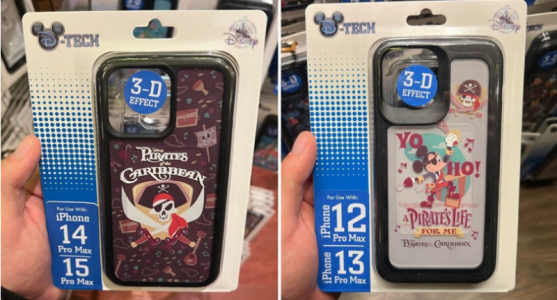 D-TECH
Disney
3-D
EFFECT
Disney
PIRATES
of the
CARIBBEAN
For Use With:
iPhone
14
Pro Max
15
Pro Max
D-TECH
Disney
3-D
EFFECT
YO
HO!
A PIRATE'S LIFE
FOR ME
PIRATES of the CARIBBEAN
For Use With:
iPhone
12
Pro Max
iPhone
13
Pro Max